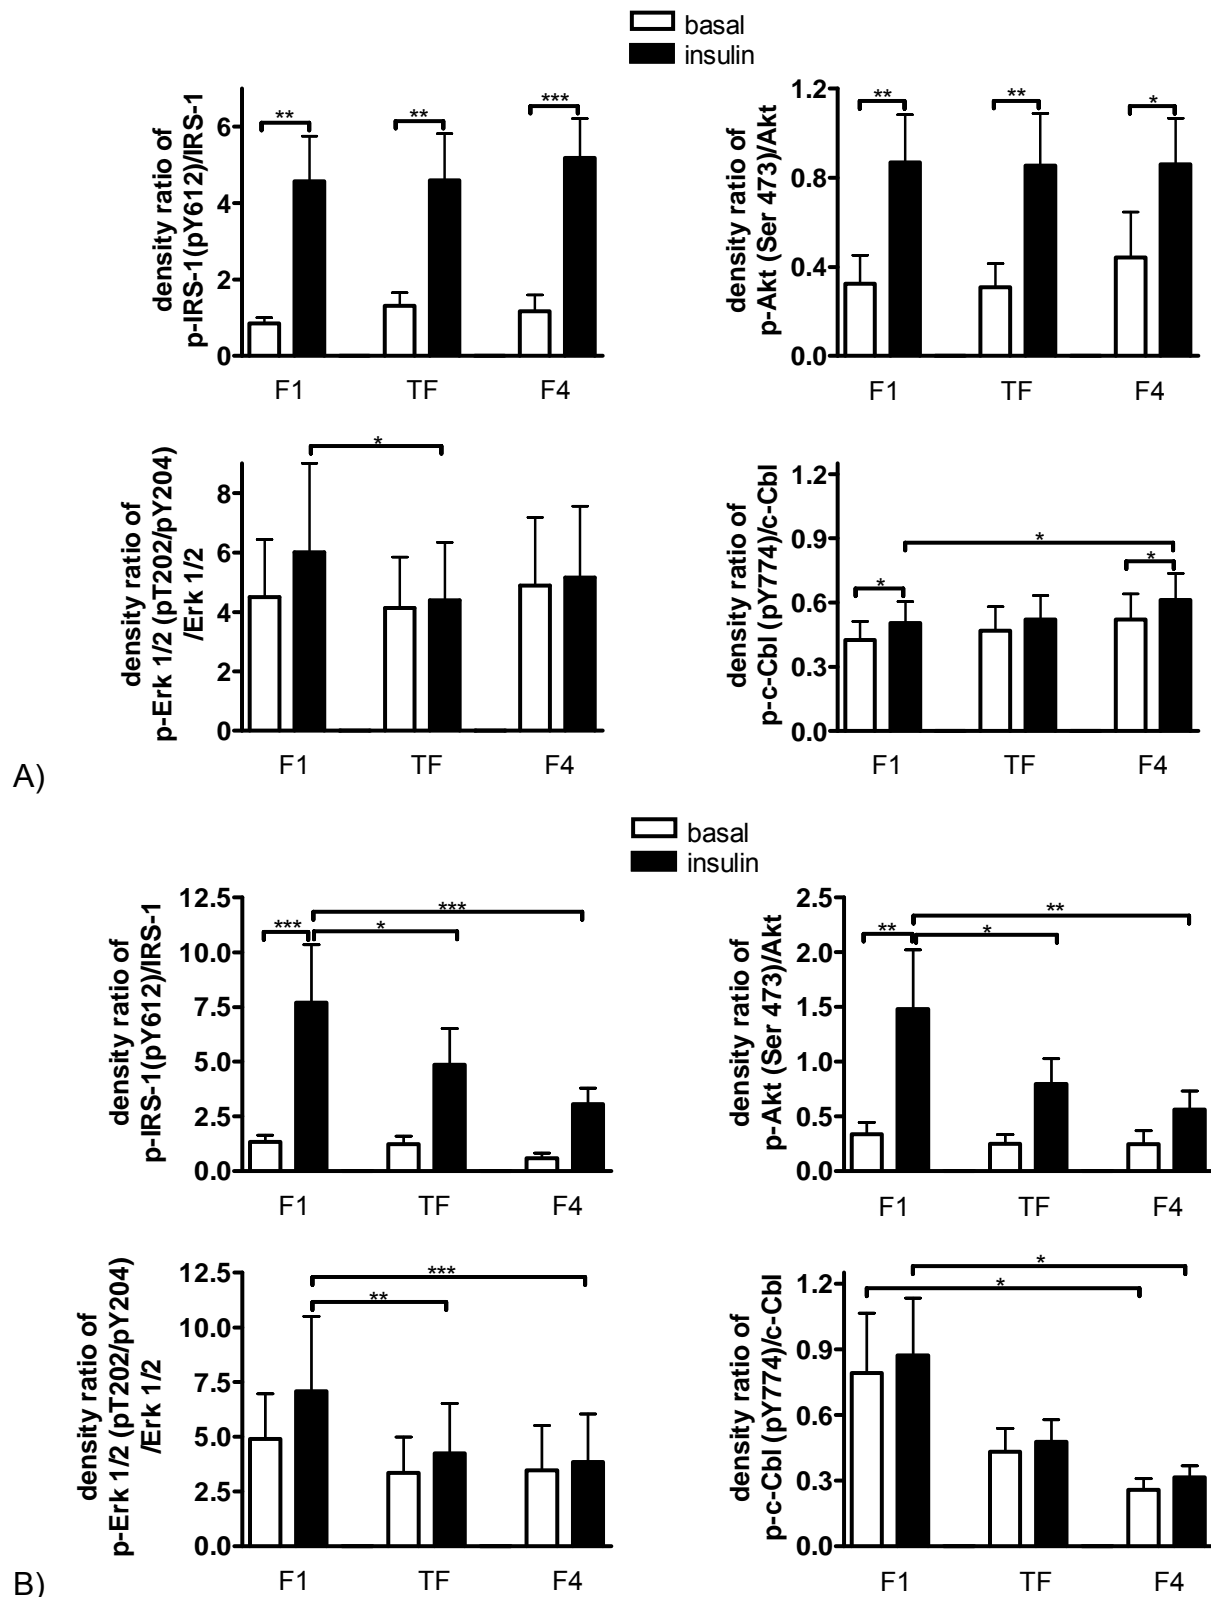 basal
insulin
density ratio of
p-IRS-1(pY612)/IRS-1
6
4
2
0
**
**
***
F1
TF
F4
density ratio of
p-Akt (Ser 473)/Akt
1.2
0.8
0.4
0.0
**
**
*
F1
TF
F4
density ratio of
p-Erk 1/2 (pT202/pY204)
/Erk 1/2
8
6
4
2
0
*
F1
TF
F4
density ratio of
p-c-Cbl (pY774)/c-Cbl
1.2
0.9
0.6
0.3
0.0
*
*
*
F1
TF
F4
A)
basal
insulin
density ratio of
p-IRS-1(pY612)/IRS-1
12.5
10.0
7.5
5.0
2.5
0.0
***
***
*
F1
TF
F4
density ratio of
p-Akt (Ser 473)/Akt
2.5
2.0
1.5
1.0
0.5
0.0
**
**
*
F1
TF
F4
density ratio of
p-Erk 1/2 (pT202/pY204)
/Erk 1/2
12.5
10.0
7.5
5.0
2.5
0.0
***
**
F1
TF
F4
density ratio of
p-c-Cbl (pY774)/c-Cbl
1.2
0.9
0.6
0.3
0.0
*
*
F1
TF
F4
B)